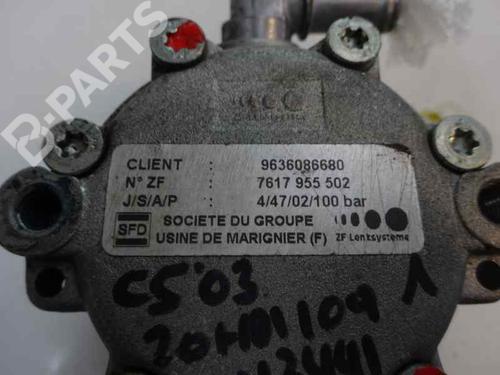 B-PARTS
CLIENT : 9636086680
N° ZF : 7617 955 502
J/S/A/P : 4/47/02/100 bar
SFD SOCIETE DU GROUPE
USINE DE MARIGNIER (F) ZF Lenksysteme
C5'03 1